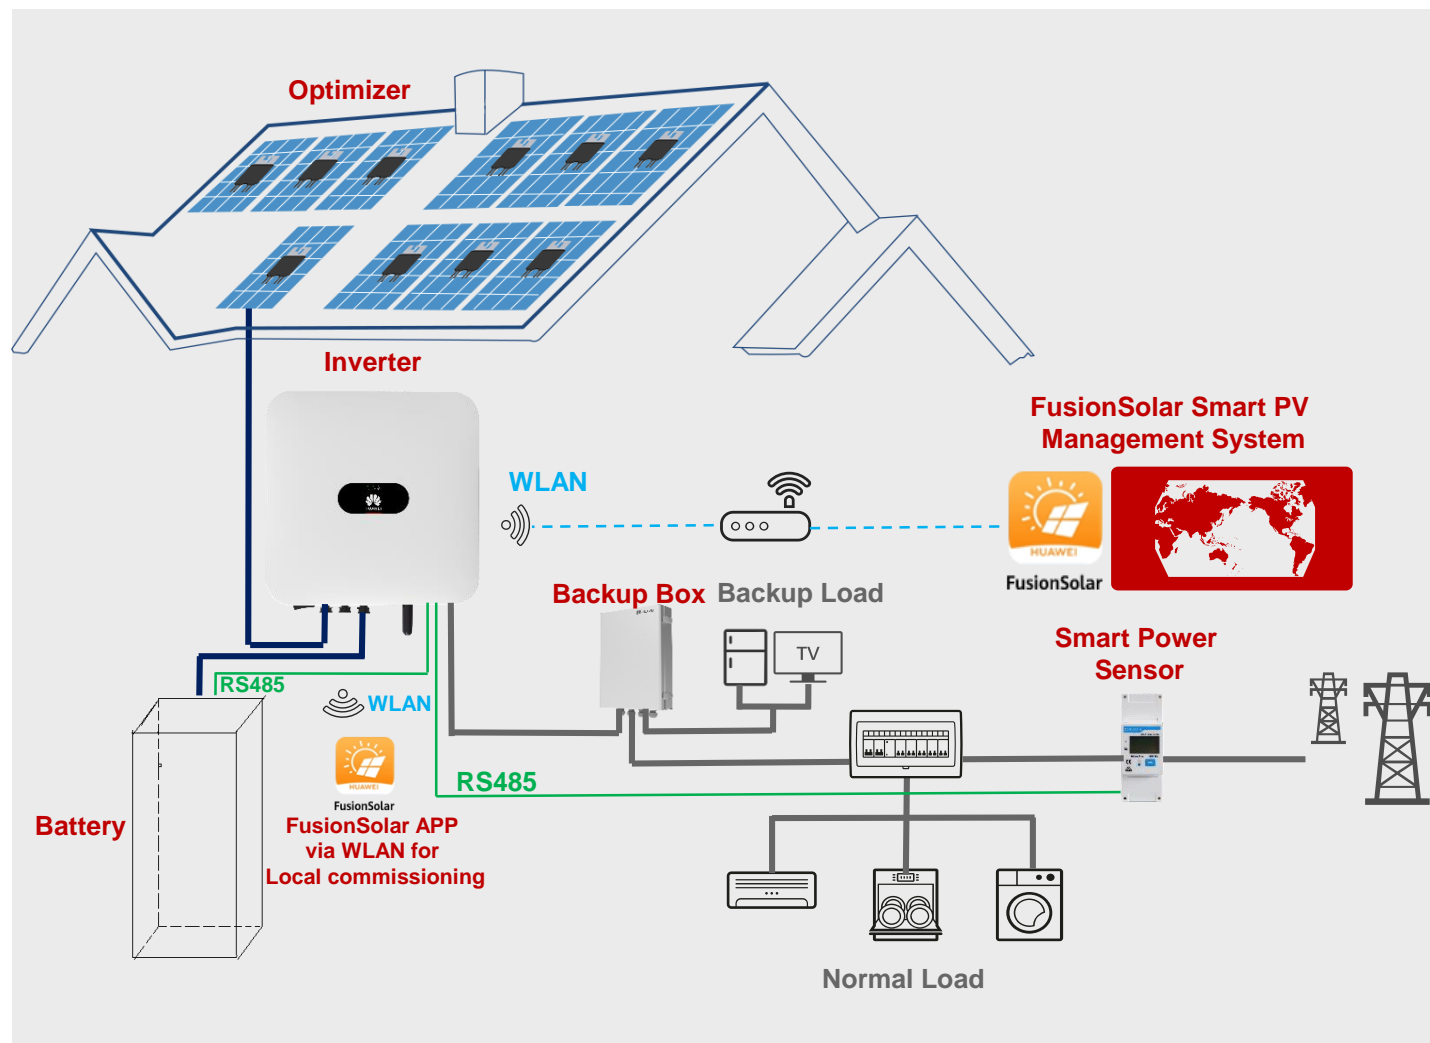 Optimizer
Inverter
FusionSolar Smart PV
Management System
WLAN
HUAWEI
FusionSolar
Backup Box
Backup Load
TV
Smart Power
Sensor
RS485
WLAN
HUAWEI
FusionSolar
RS485
Battery
FusionSolar APP
via WLAN for
Local commissioning
Normal Load